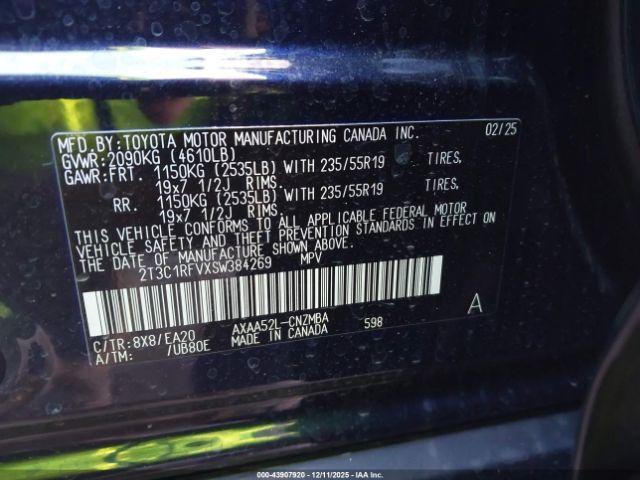 MFD.BY:TOYOTA MOTOR MANUFACTURING CANADA INC. 02/25
GVWR:2090KG (4610LB)
GAWR:FRT. 1150KG (2535LB) WITH 235/55R19 TIRES,
19x7 1/2J RIMS.
RR. 1150KG (2535LB) WITH 235/55R19 TIRES,
19x7 1/2J RIMS.
THIS VEHICLE CONFORMS TO ALL APPLICABLE FEDERAL MOTOR
VEHICLE SAFETY AND THEFT PREVENTION STANDARDS IN EFFECT ON
THE DATE OF MANUFACTURE SHOWN ABOVE.
2T3C1RFVXSW384269 MPV
A
C/TR:8X8/EA20 AXAA52L-CNZMBA 598
A/TM: /UB80E MADE IN CANADA
000-43907920 • 12/11/2025 • IAAI.COM